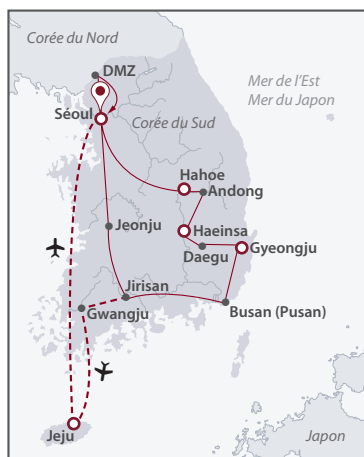 Corée du Nord
DMZ
Mer de l'Est
Mer du Japon
Séoul
Corée du Sud
Hahoe
Andong
Jeonju
Haeinsa
Gyeongju
Daegu
Jirisan
Gwangju
Busan (Pusan)
Jeju
Japon